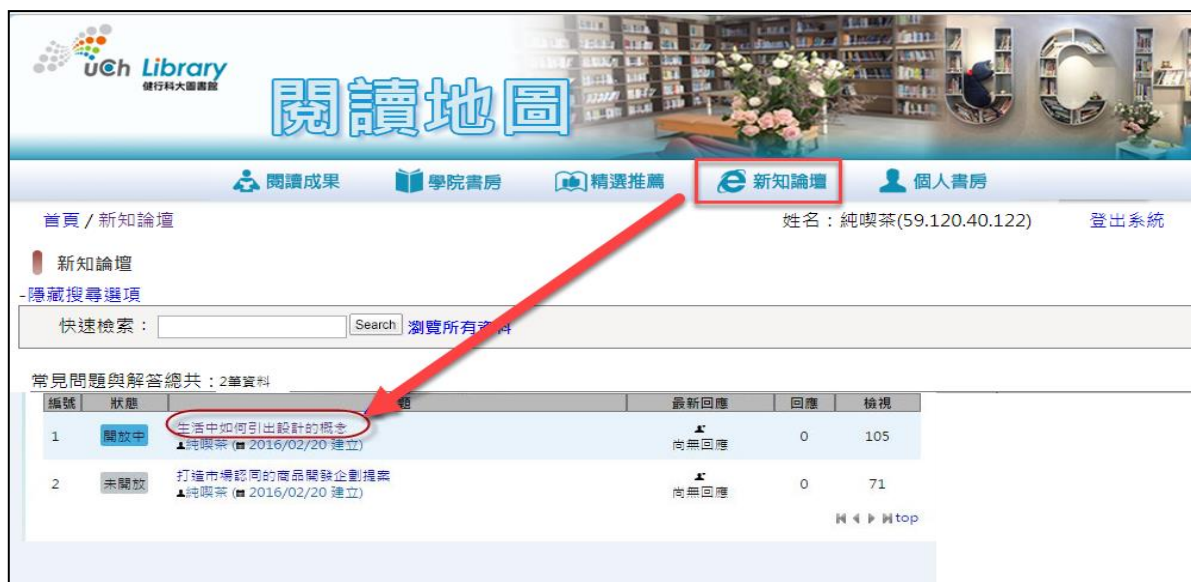 uch Library
健行科大圖書館
閱讀地圖
UCH
閱讀成果 學院書房 精選推薦 新知論壇 個人書房
首頁 / 新知論壇 姓名：純喫茶(59.120.40.122) 登出系統
新知論壇
-隱藏搜尋選項
快速檢索： Search 瀏覽所有資料
常見問題與解答總共：2筆資料
編號 狀態 題 最新回應 回應 檢視
1 開放中 生活中如何引出設計的概念 尚無回應 0 105
純喫茶 ( 2016/02/20 建立)
2 未開放 打造市場認同的商品開發企劃提案 尚無回應 0 71
純喫茶 ( 2016/02/20 建立)
top